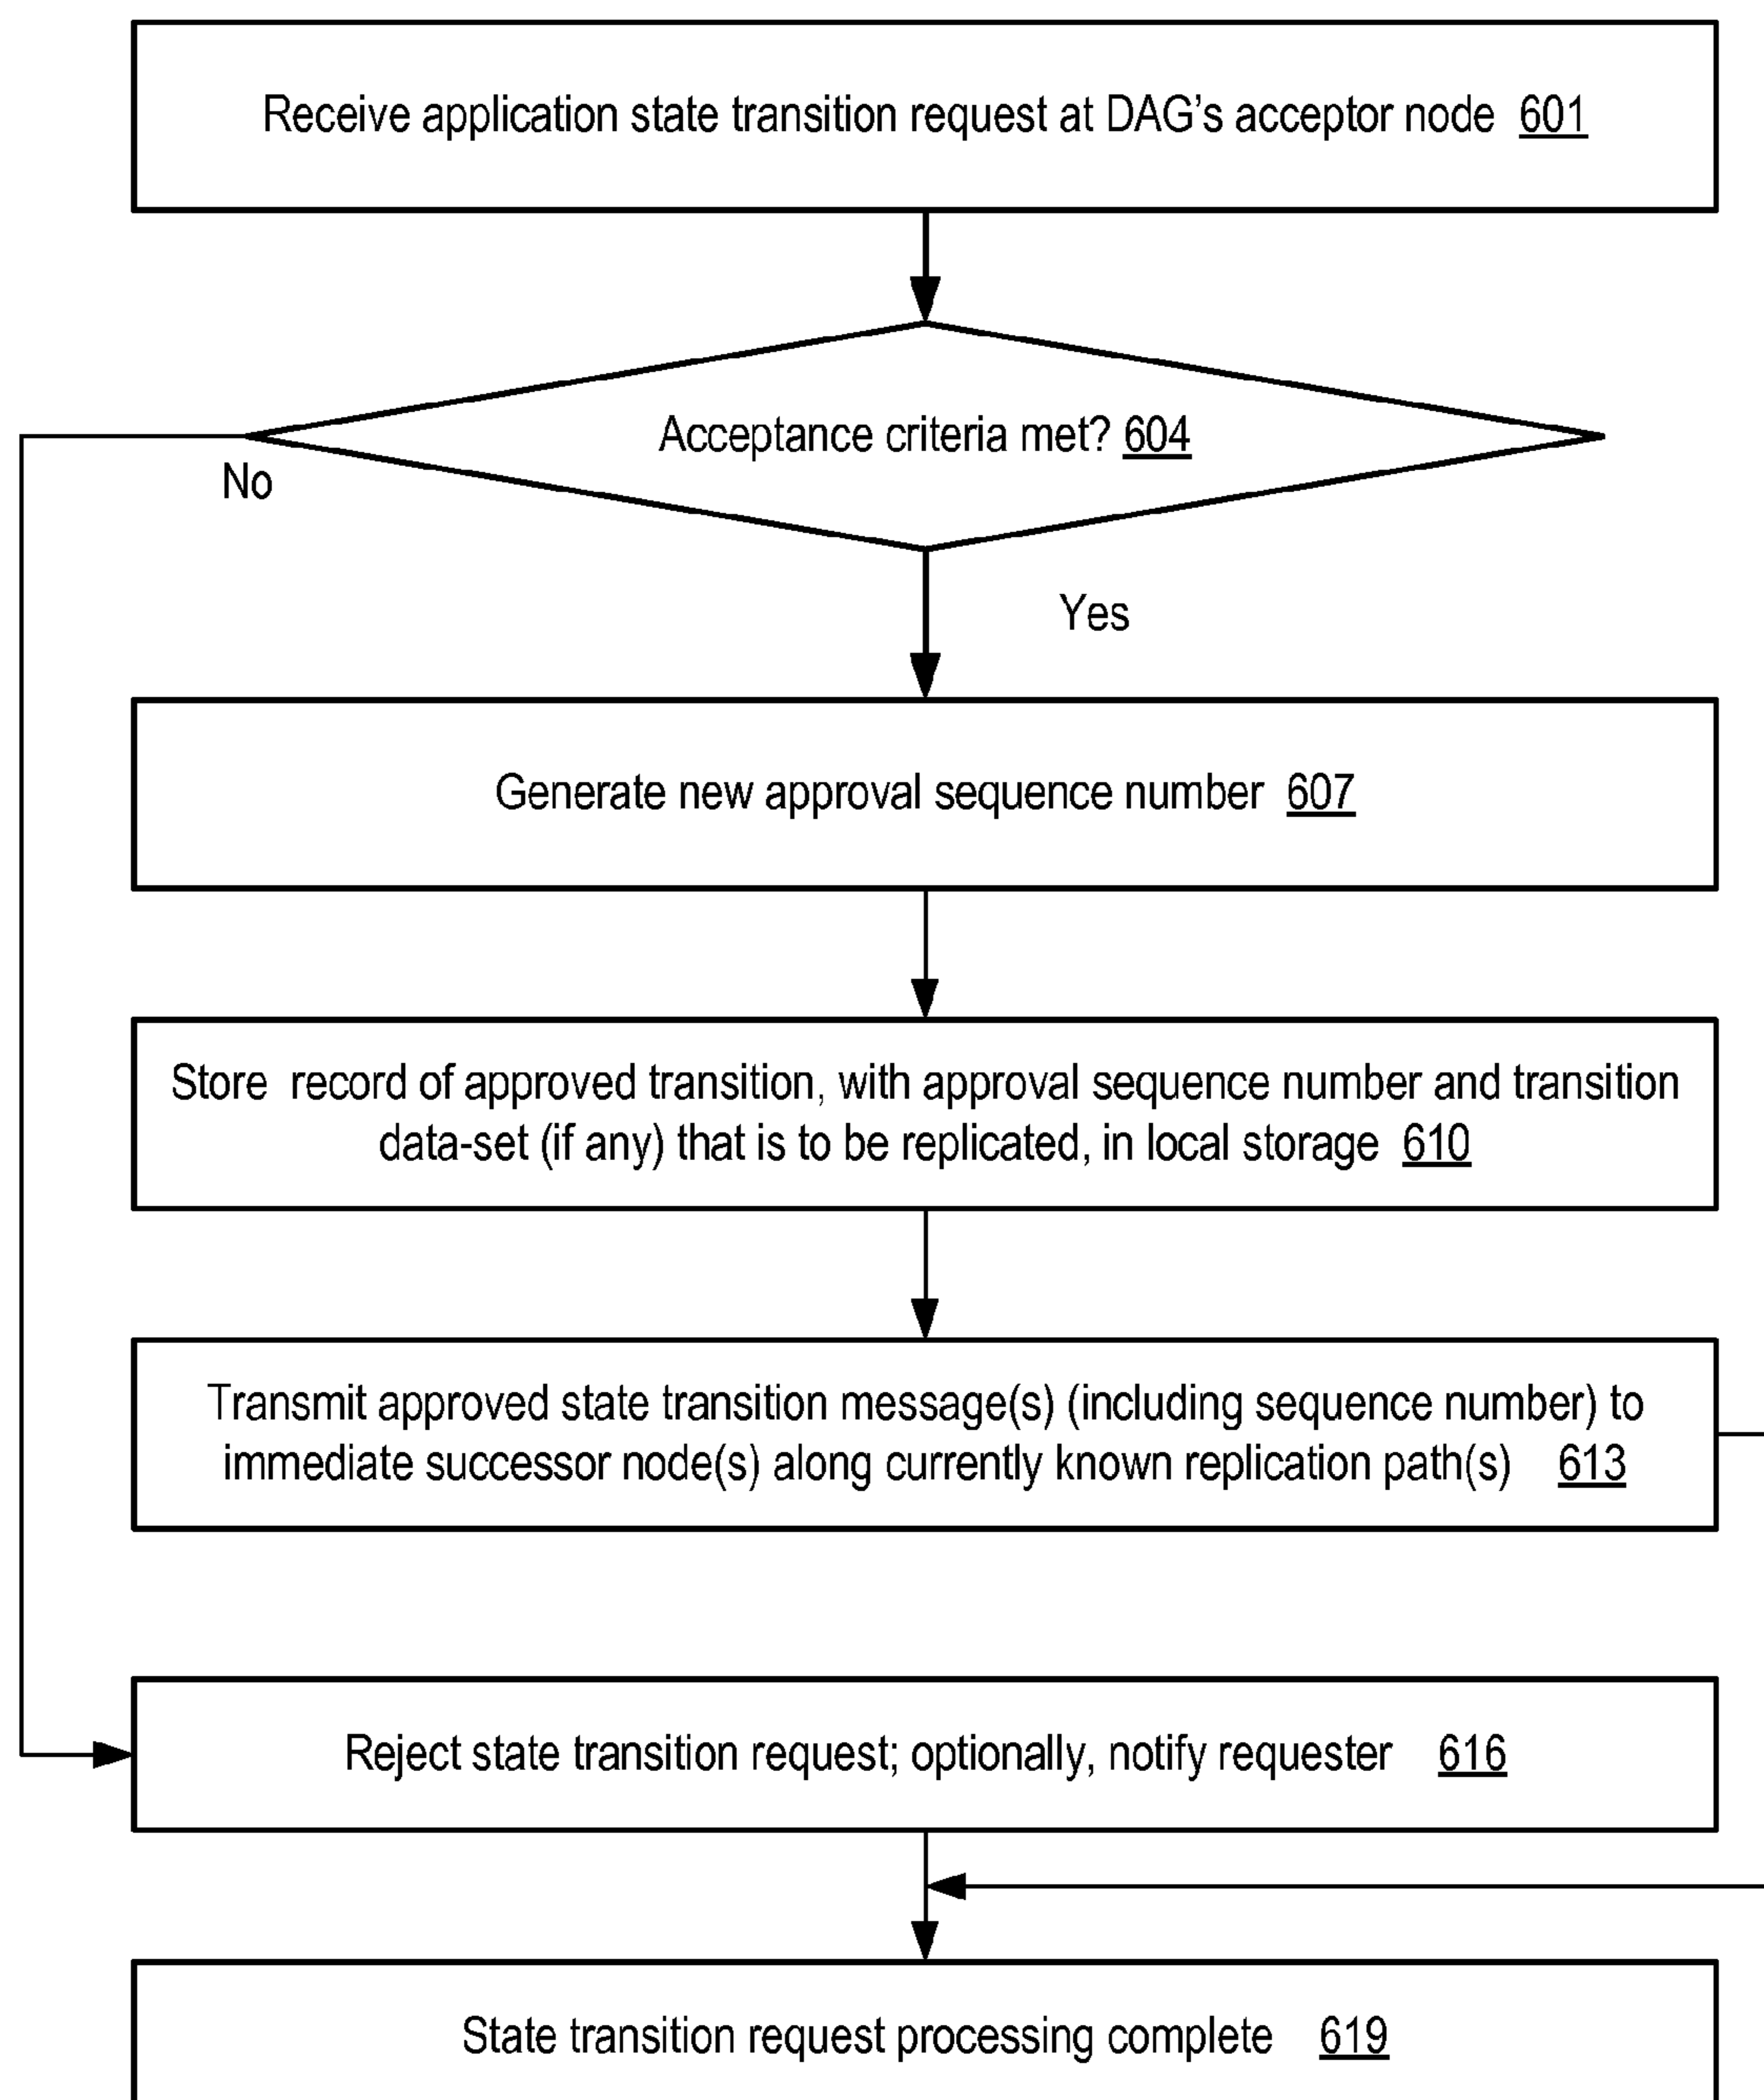 Receive application state transition request at DAG's acceptor node 601
Acceptance criteria met? 604
No
Yes
Generate new approval sequence number 607
Store record of approved transition, with approval sequence number and transition
data-set (if any) that is to be replicated, in local storage 610
Transmit approved state transition message(s) (including sequence number) to
immediate successor node(s) along currently known replication path(s) 613
Reject state transition request; optionally, notify requester 616
State transition request processing complete 619